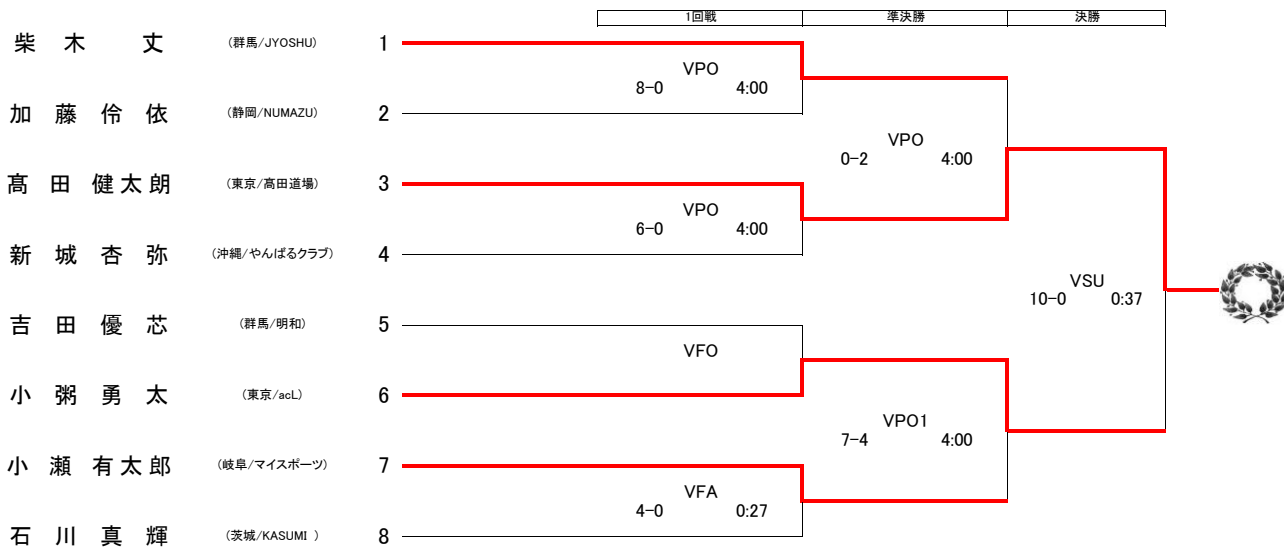 1回戦 準決勝 決勝
柴木 丈 (群馬/JYOSHU) 1
VPO
8-0 4:00
加藤伶依 (静岡/NUMAZU) 2
VPO
0-2 4:00
髙田健太朗 (東京/高田道場) 3
VPO
6-0 4:00
新城杏弥 (沖縄/やんばるクラブ) 4
VSU
10-0 0:37
吉田優芯 (群馬/明和) 5
VFO
小粥勇太 (東京/acL) 6
VPO1
7-4 4:00
小瀬有太郎 (岐阜/マイスポーツ) 7
VFA
4-0 0:27
石川真輝 (茨城/KASUMI ) 8